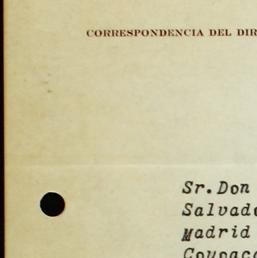 CORRESPONDENCIA DEL DIR
Sr. Don
Salvad
Madrid